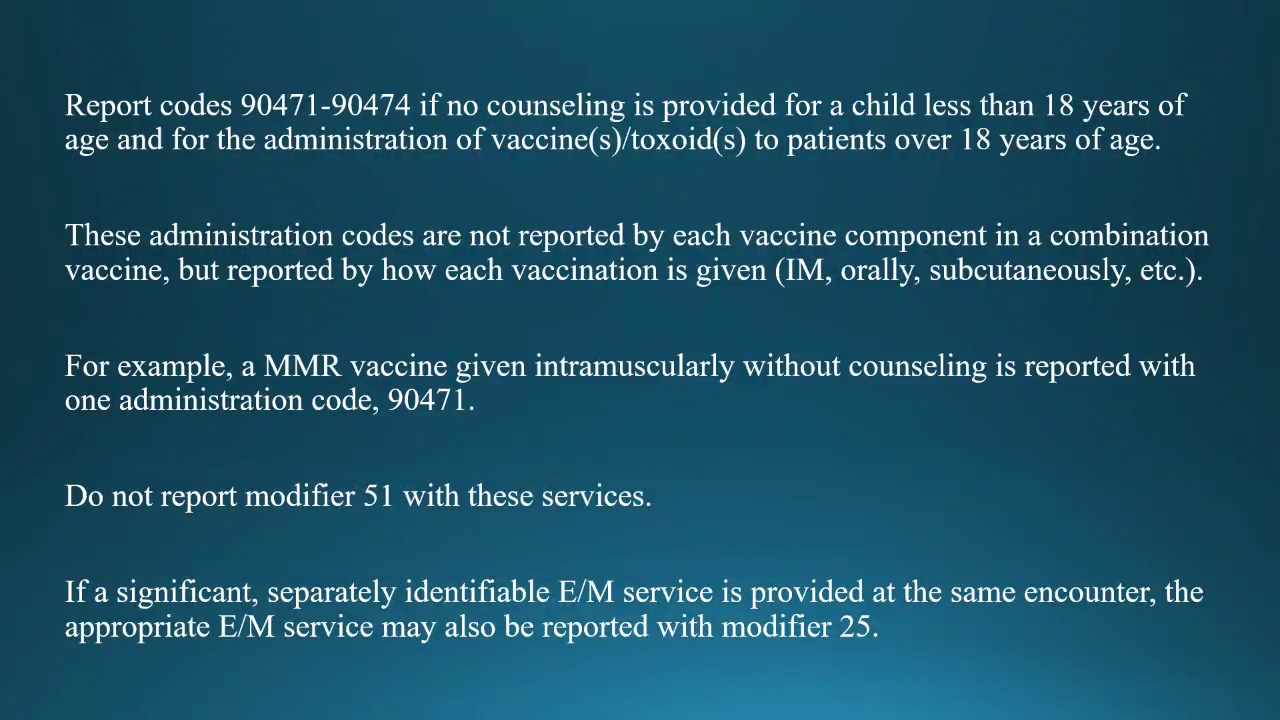 Report codes 90471-90474 if no counseling is provided for a child less than 18 years of
age and for the administration of vaccine(s)/toxoid(s) to patients over 18 years of age.
These administration codes are not reported by each vaccine component in a combination
vaccine, but reported by how each vaccination is given (IM, orally, subcutaneously, etc.).
For example, a MMR vaccine given intramuscularly without counseling is reported with
one administration code, 90471.
Do not report modifier 51 with these services.
If a significant, separately identifiable E/M service is provided at the same encounter, the
appropriate E/M service may also be reported with modifier 25.